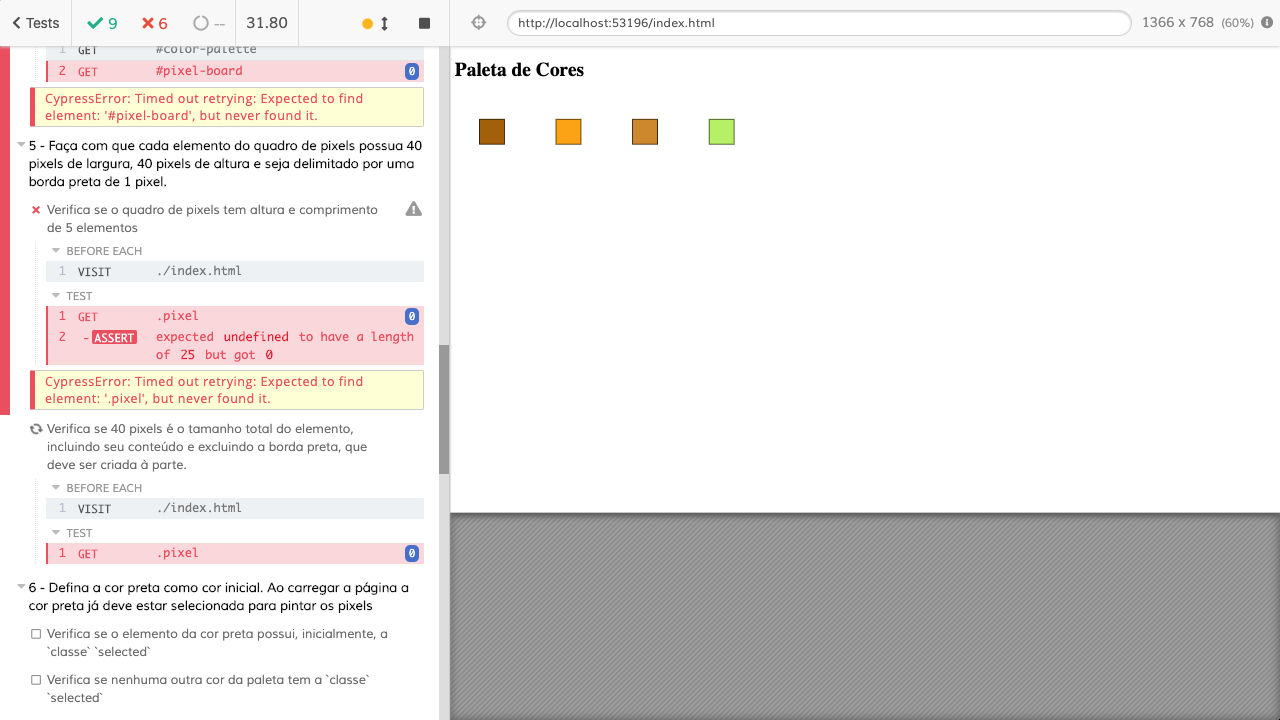 Tests
9
6
--
31.80
http://localhost:53196/index.html
1366 x 768 (60%)
1 GET #color-palette
2 GET #pixel-board 0
CypressError: Timed out retrying: Expected to find
element: '#pixel-board', but never found it.
5 - Faça com que cada elemento do quadro de pixels possua 40
pixels de largura, 40 pixels de altura e seja delimitado por uma
borda preta de 1 pixel.
Verifica se o quadro de pixels tem altura e comprimento
de 5 elementos
BEFORE EACH
1 VISIT ./index.html
TEST
1 GET .pixel 0
2 -ASSERT expected undefined to have a length
of 25 but got 0
CypressError: Timed out retrying: Expected to find
element: '.pixel', but never found it.
Verifica se 40 pixels é o tamanho total do elemento,
incluindo seu conteúdo e excluindo a borda preta, que
deve ser criada à parte.
BEFORE EACH
1 VISIT ./index.html
TEST
1 GET .pixel 0
6 - Defina a cor preta como cor inicial. Ao carregar a página a
cor preta já deve estar selecionada para pintar os pixels
Verifica se o elemento da cor preta possui, inicialmente, a
`classe` `selected`
Verifica se nenhuma outra cor da paleta tem a `classe`
`selected`
Paleta de Cores